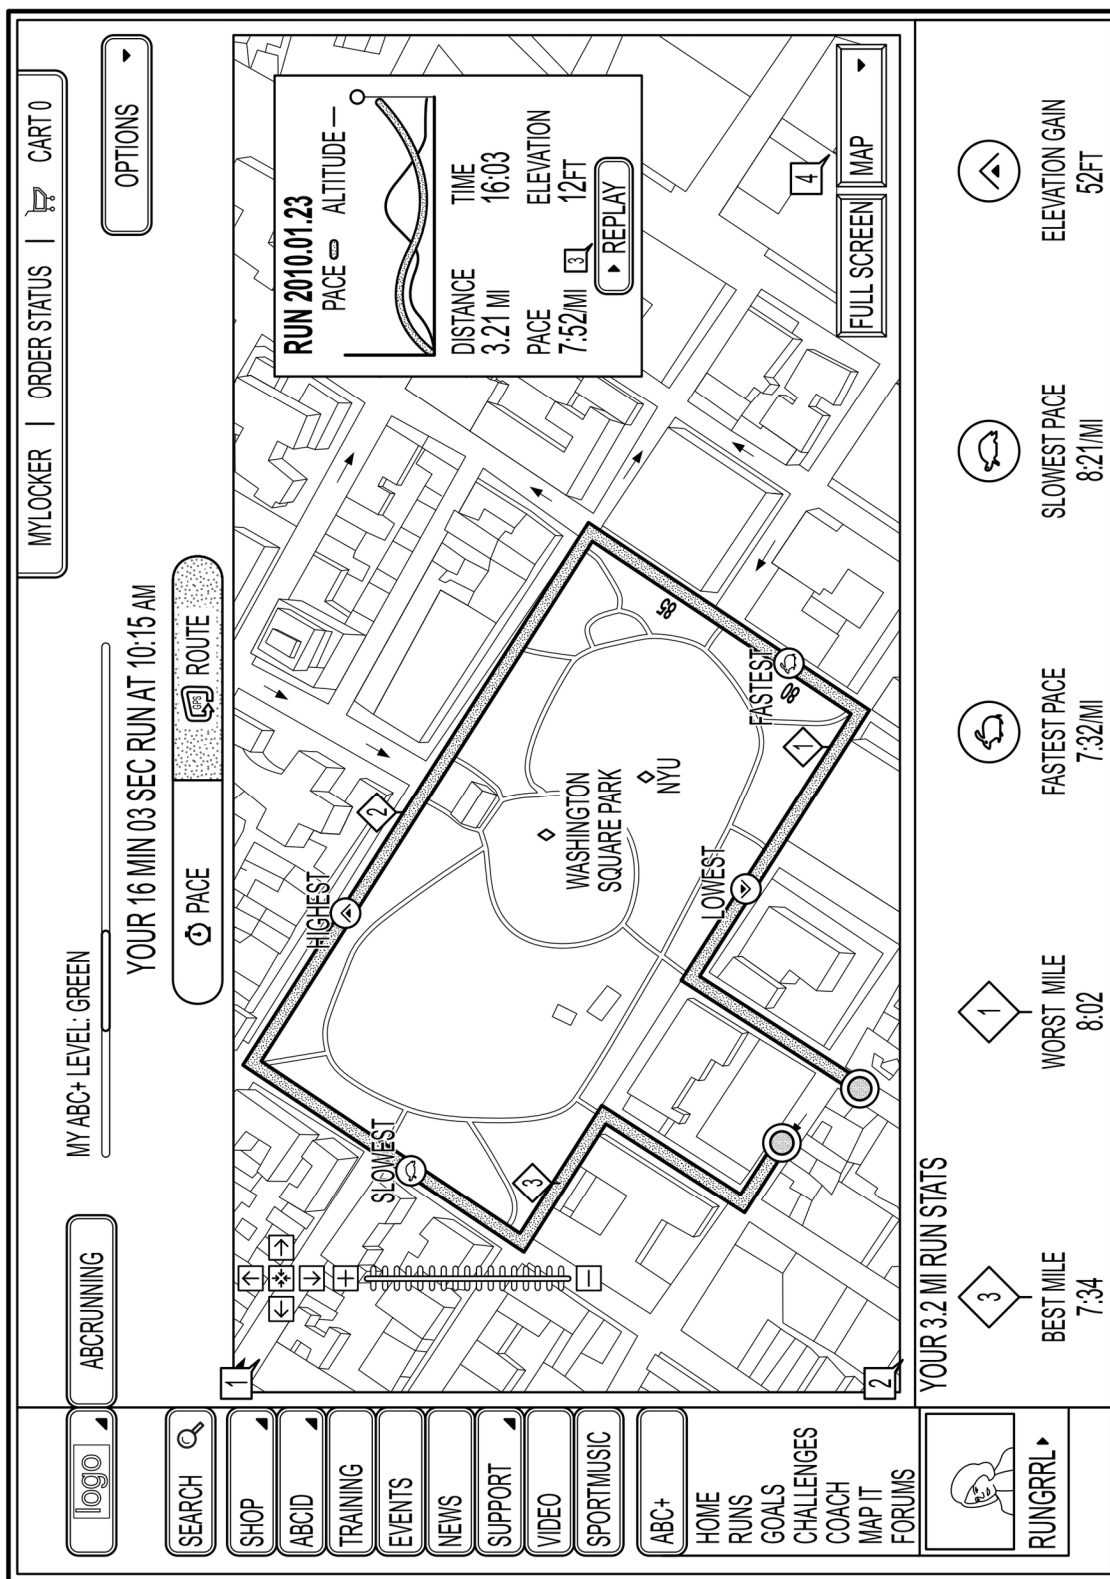 MYLOCKER | ORDER STATUS | CART 0
logo
ABCRUNNING
MY ABC+ LEVEL: GREEN
OPTIONS
YOUR 16 MIN 03 SEC RUN AT 10:15 AM
PACE
GPS
ROUTE
SEARCH
SHOP
ABCID
TRAINING
EVENTS
NEWS
SUPPORT
VIDEO
SPORTMUSIC
ABC+
HOME
RUNS
GOALS
CHALLENGES
COACH
MAP IT
FORUMS
RUNGRRL
1
HIGHEST
2
SLOWEST
3
WASHINGTON
SQUARE PARK
NYU
LOWEST
1
FASTEST
80
85
RUN 2010.01.23
PACE
ALTITUDE
DISTANCE
3.21 MI
TIME
16:03
PACE
7:52/MI
ELEVATION
12FT
3
REPLAY
4
FULL SCREEN
MAP
2
YOUR 3.2 MI RUN STATS
3
BEST MILE
7:34
1
WORST MILE
8:02
FASTEST PACE
7:32/MI
SLOWEST PACE
8:21/MI
ELEVATION GAIN
52FT